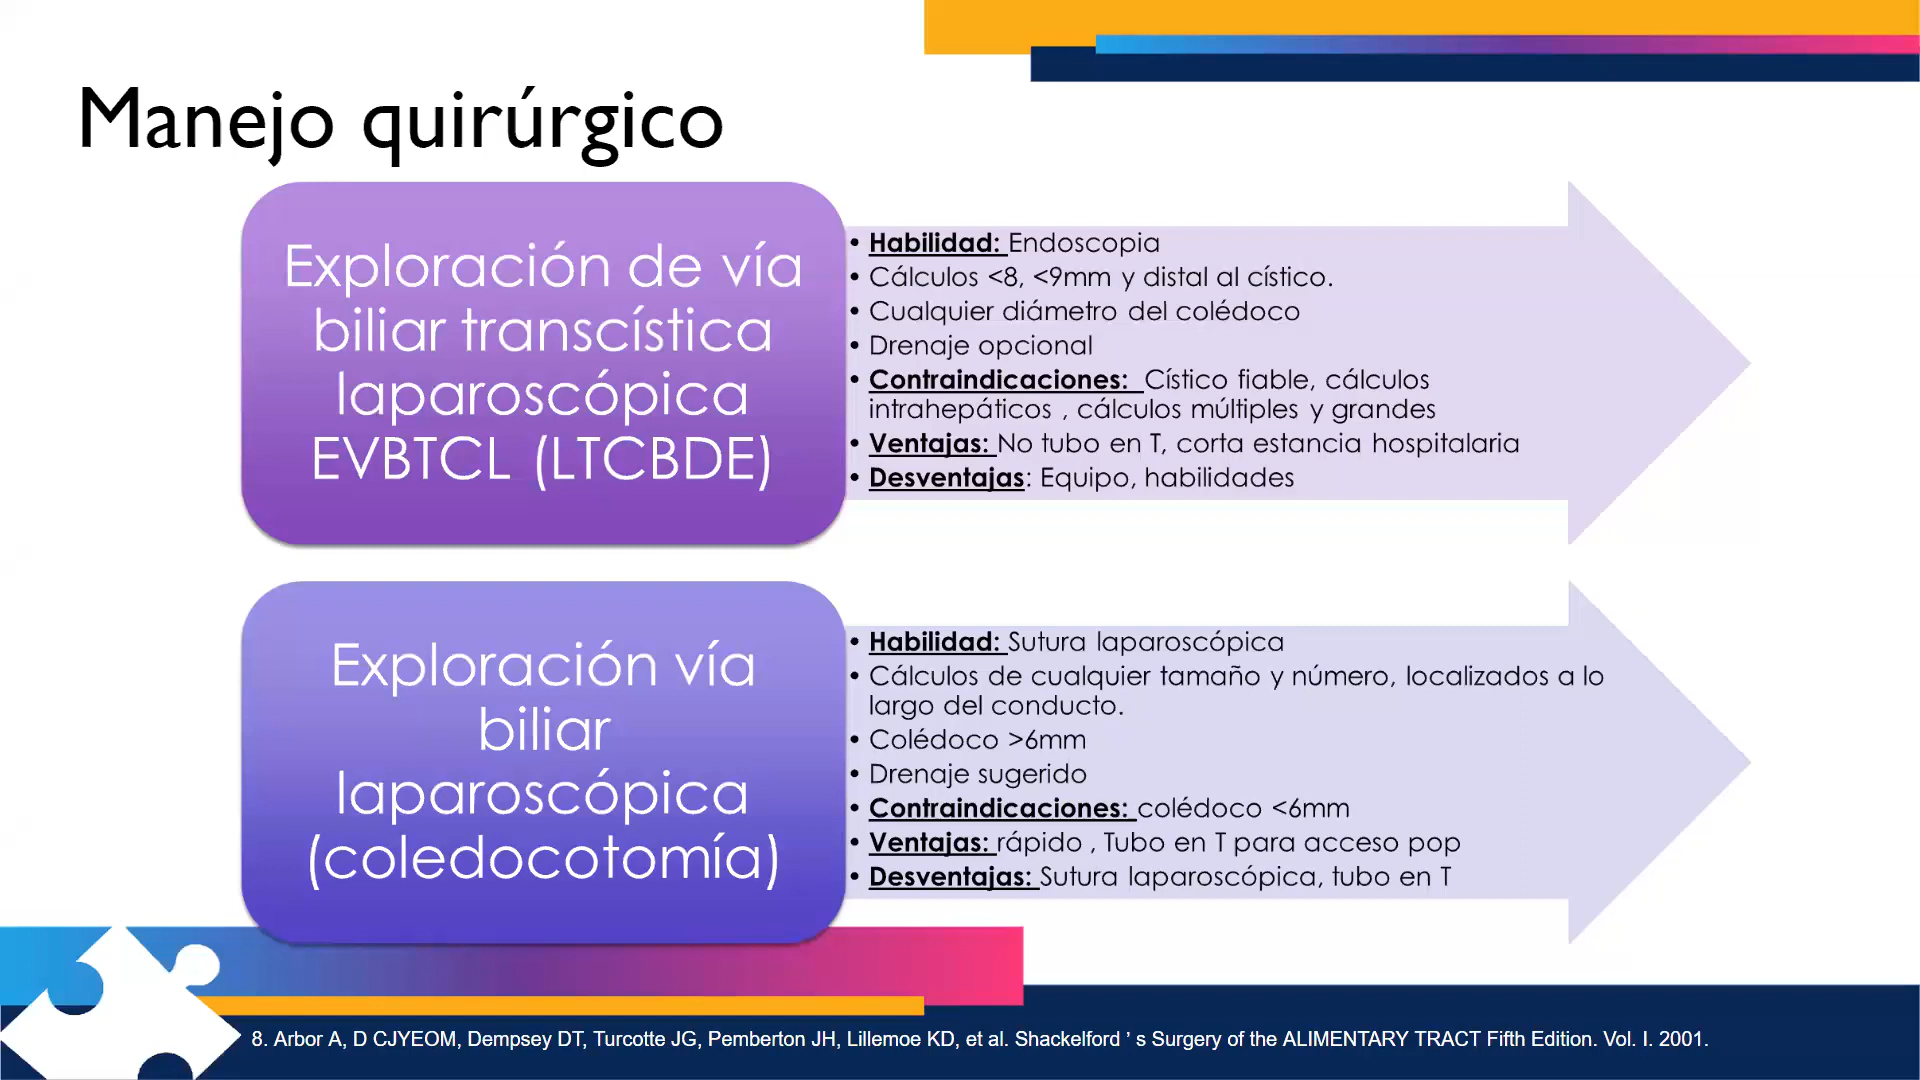 Manejo quirúrgico
Exploración de vía
biliar transcística
laparoscópica
EVBTCL (LTCBDE)
• Habilidad: Endoscopia
• Cálculos <8, <9mm y distal al cístico.
• Cualquier diámetro del colédoco
• Drenaje opcional
• Contraindicaciones: Cístico fiable, cálculos
intrahepáticos , cálculos múltiples y grandes
• Ventajas: No tubo en T, corta estancia hospitalaria
• Desventajas: Equipo, habilidades
Exploración vía
biliar
laparoscópica
(coledocotomía)
• Habilidad: Sutura laparoscópica
• Cálculos de cualquier tamaño y número, localizados a lo
largo del conducto.
• Colédoco >6mm
• Drenaje sugerido
• Contraindicaciones: colédoco <6mm
• Ventajas: rápido , Tubo en T para acceso pop
• Desventajas: Sutura laparoscópica, tubo en T
8. Arbor A, D CJYEOM, Dempsey DT, Turcotte JG, Pemberton JH, Lillemoe KD, et al. Shackelford ’ s Surgery of the ALIMENTARY TRACT Fifth Edition. Vol. I. 2001.